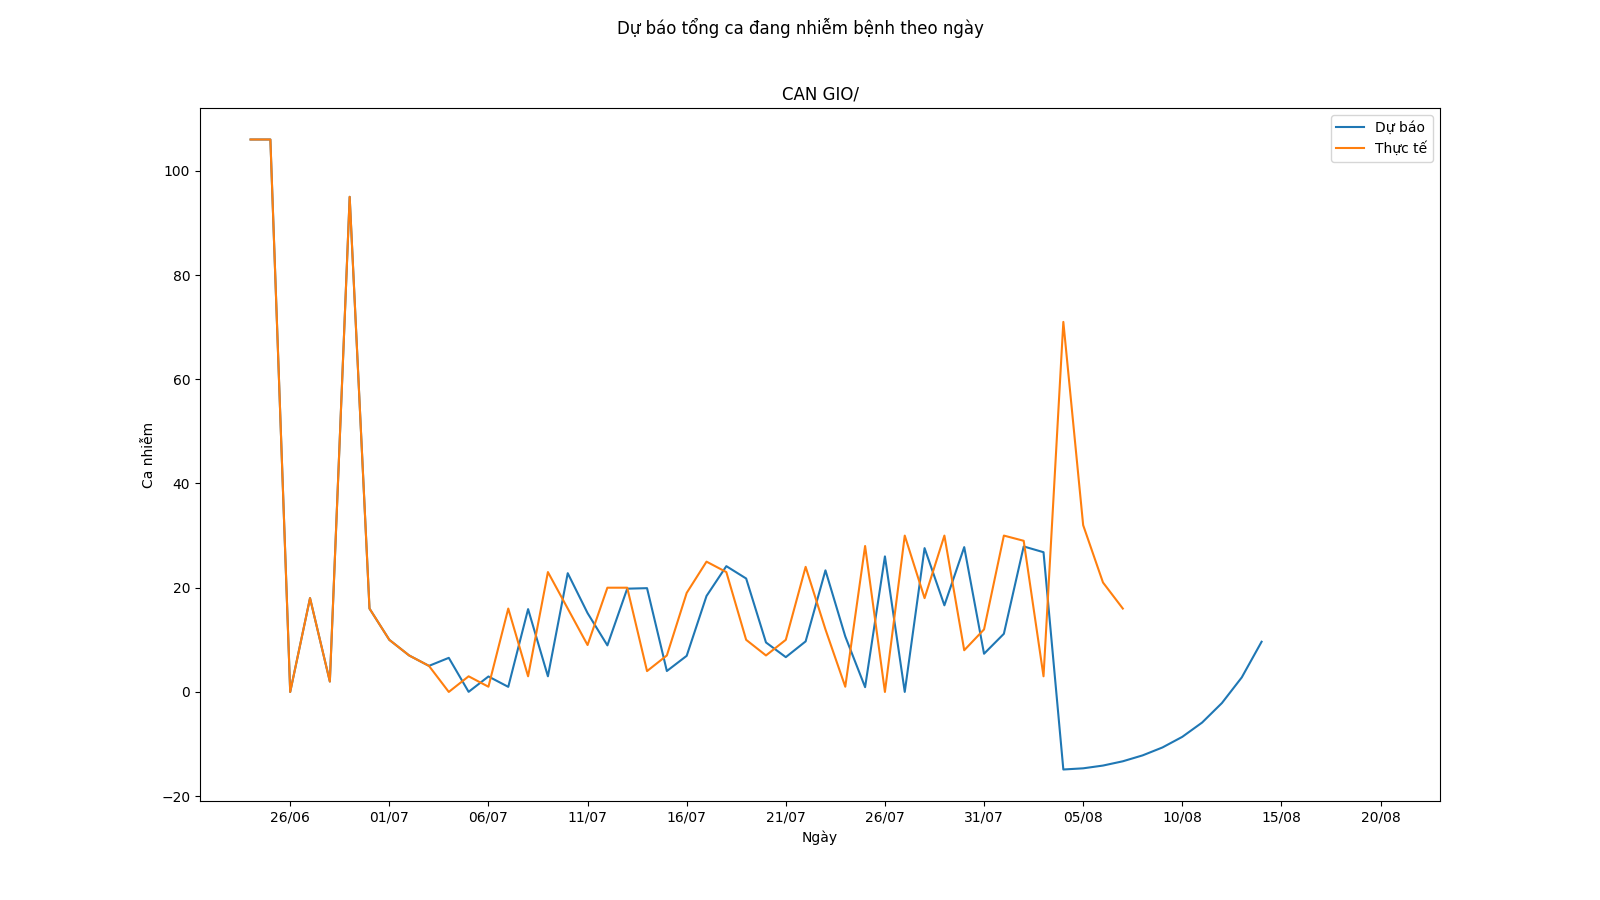 Dự báo tổng ca đang nhiễm bệnh theo ngày
CAN GIO/
Dự báo
Thực tế
100
80
60
40
20
0
−20
Ca nhiễm
26/06 01/07 06/07 11/07 16/07 21/07 26/07 31/07 05/08 10/08 15/08 20/08
Ngày